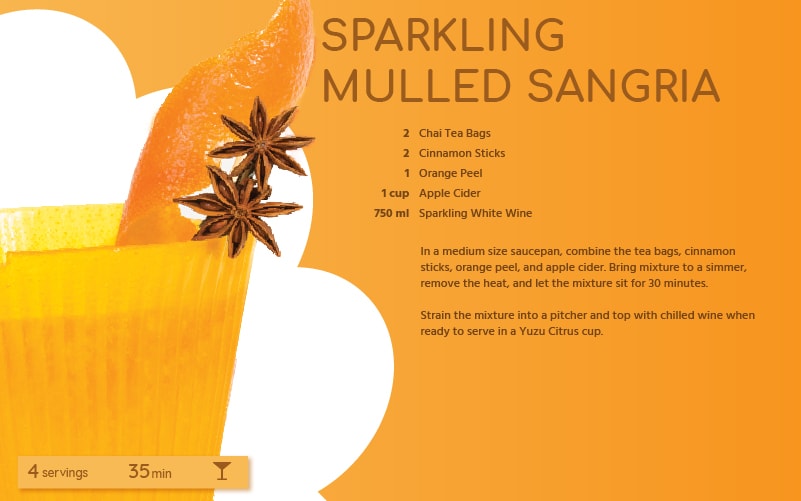 SPARKLING
MULLED SANGRIA
2 Chai Tea Bags
2 Cinnamon Sticks
1 Orange Peel
1 cup Apple Cider
750 ml Sparkling White Wine
In a medium size saucepan, combine the tea bags, cinnamon
sticks, orange peel, and apple cider. Bring mixture to a simmer,
remove the heat, and let the mixture sit for 30 minutes.
Strain the mixture into a pitcher and top with chilled wine when
ready to serve in a Yuzu Citrus cup.
4 servings 35 min